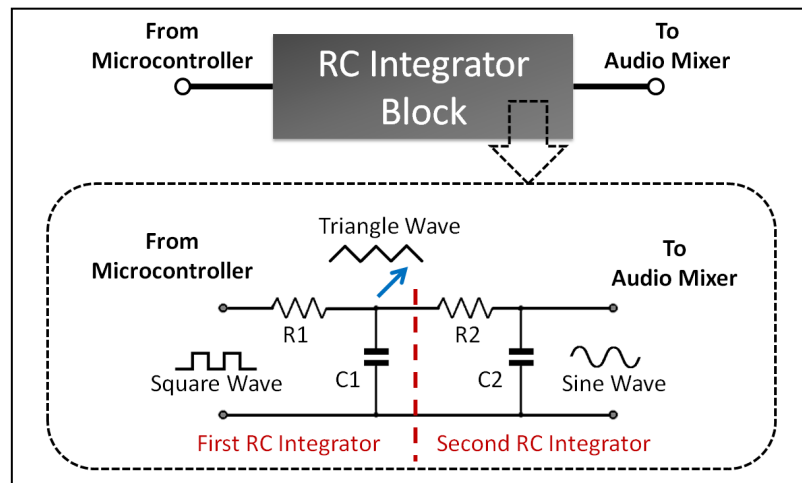 From
Microcontroller
RC Integrator
Block
To
Audio Mixer
From
Microcontroller
Triangle Wave
To
Audio Mixer
R1
R2
Square Wave
C1
C2
Sine Wave
First RC Integrator
Second RC Integrator